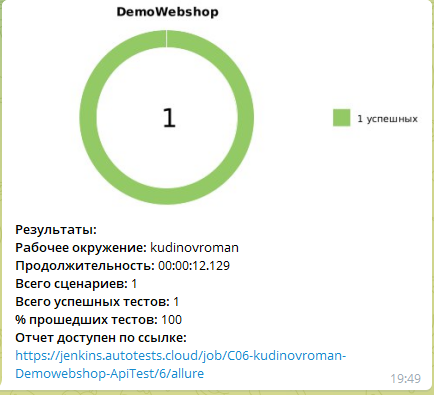 DemoWebshop
1
1 успешных
Результаты:
Рабочее окружение: kudinovroman
Продолжительность: 00:00:12.129
Всего сценариев: 1
Всего успешных тестов: 1
% прошедших тестов: 100
Отчет доступен по ссылке:
https://jenkins.autotests.cloud/job/C06-kudinovroman-
Demowebshop-ApiTest/6/allure
19:49